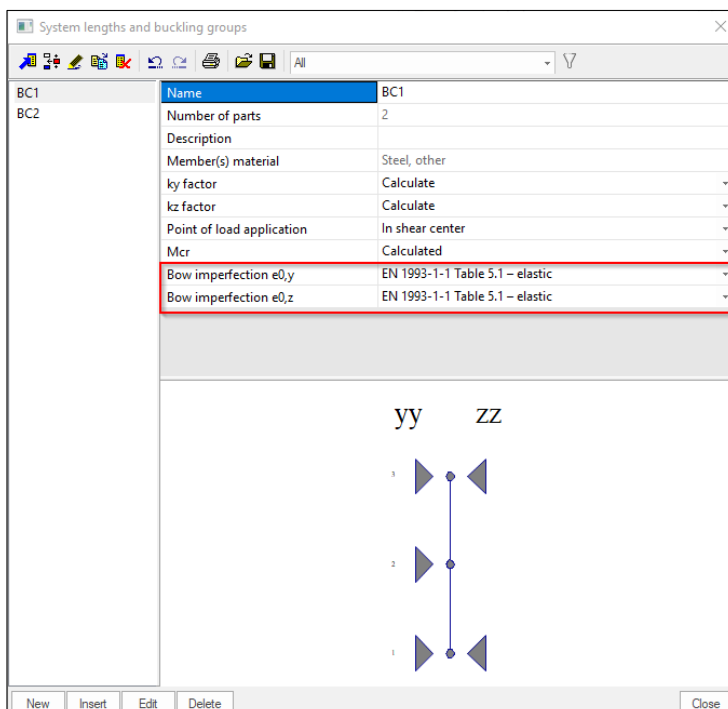 System lengths and buckling groups
All
BC1
BC2
Name BC1
Number of parts 2
Description
Member(s) material Steel, other
ky factor Calculate
kz factor Calculate
Point of load application In shear center
Mcr Calculated
Bow imperfection e0,y EN 1993-1-1 Table 5.1 – elastic
Bow imperfection e0,z EN 1993-1-1 Table 5.1 – elastic
yy zz
3
2
1
New Insert Edit Delete Close